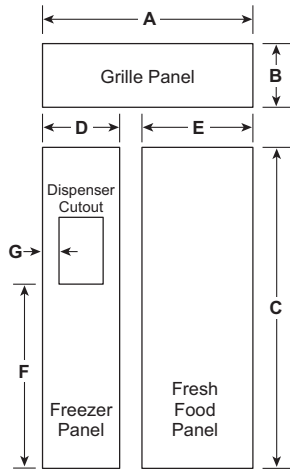 A
Grille Panel
B
D
E
Dispenser
Cutout
G
C
F
Freezer
Panel
Fresh
Food
Panel